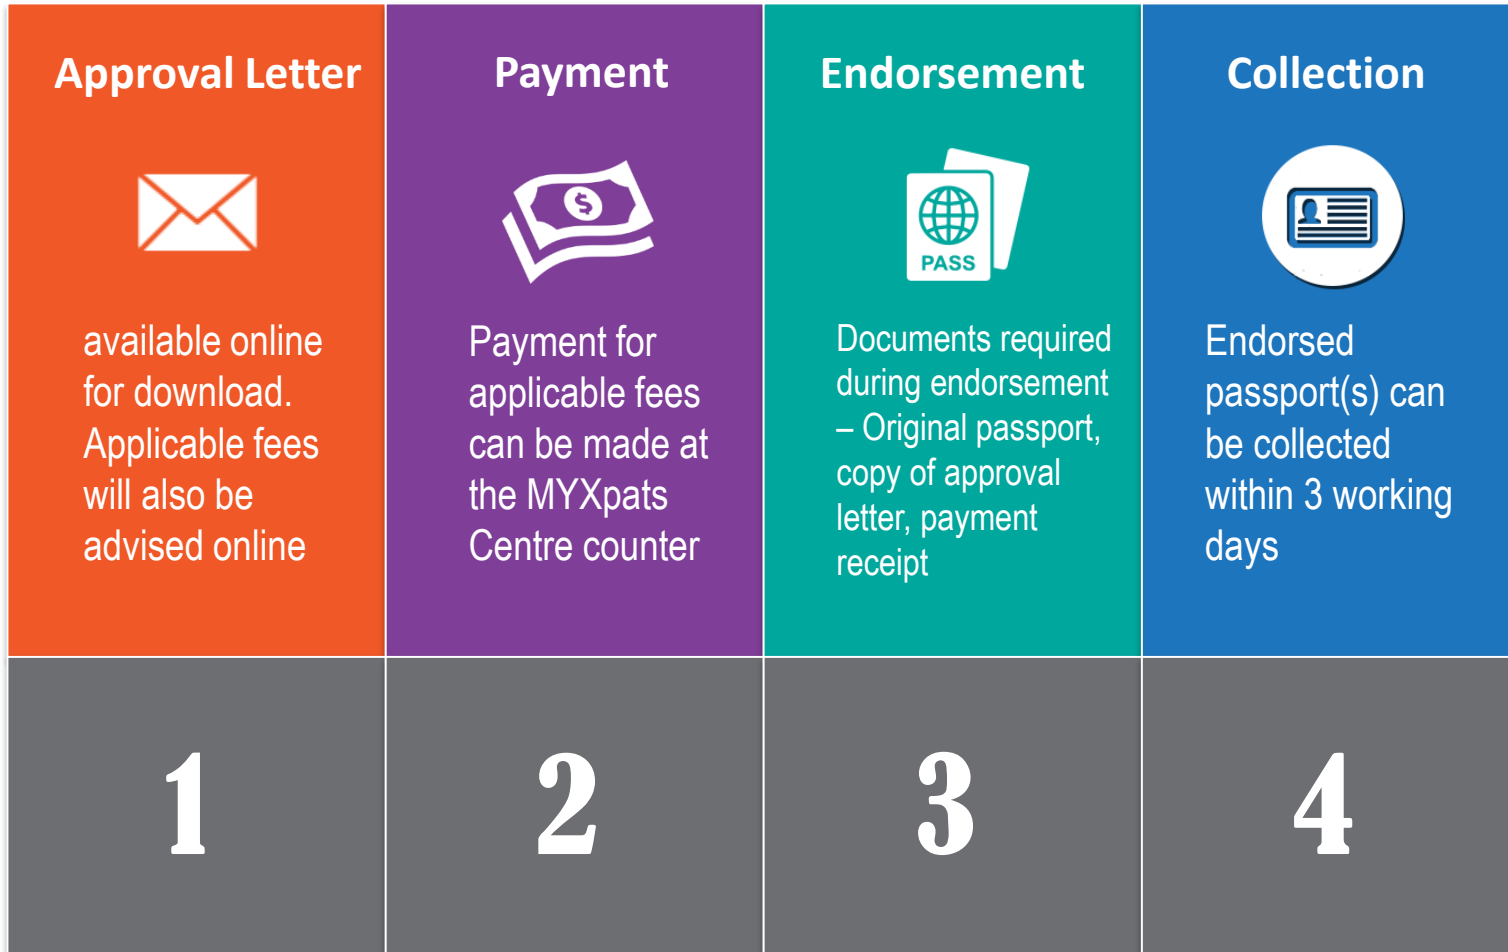 Approval Letter
available online
for download.
Applicable fees
will also be
advised online
1
Payment
$
Payment for
applicable fees
can be made at
the MYXpats
Centre counter
2
Endorsement
PASS
Documents required
during endorsement
– Original passport,
copy of approval
letter, payment
receipt
3
Collection
Endorsed
passport(s) can
be collected
within 3 working
days
4